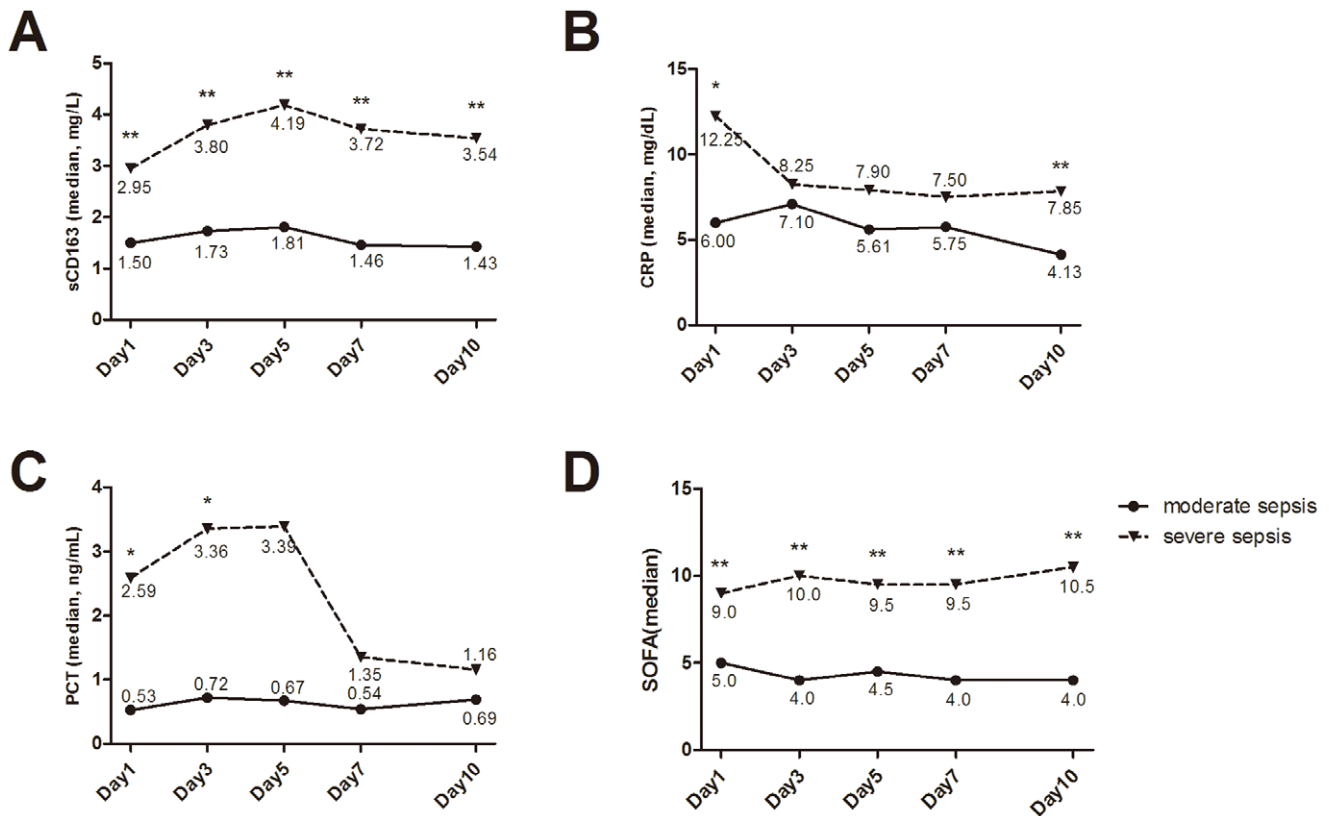 A
sCD163 (median, mg/L)
5
4
3
2
1
0
** ** ** ** **
2.95 3.80 4.19 3.72 3.54
1.50 1.73 1.81 1.46 1.43
Day1 Day3 Day5 Day7 Day10
B
CRP (median, mg/dL)
15
10
5
0
* **
12.25 8.25 7.90 7.50 7.85
6.00 7.10 5.61 5.75 4.13
Day1 Day3 Day5 Day7 Day10
C
PCT (median, ng/mL)
4
3
2
1
0
* *
2.59 3.36 3.39 1.35 1.16
0.53 0.72 0.67 0.54 0.69
Day1 Day3 Day5 Day7 Day10
D
SOFA(median)
15
10
5
0
** ** ** ** **
9.0 10.0 9.5 9.5 10.5
5.0 4.0 4.5 4.0 4.0
Day1 Day3 Day5 Day7 Day10
moderate sepsis
severe sepsis